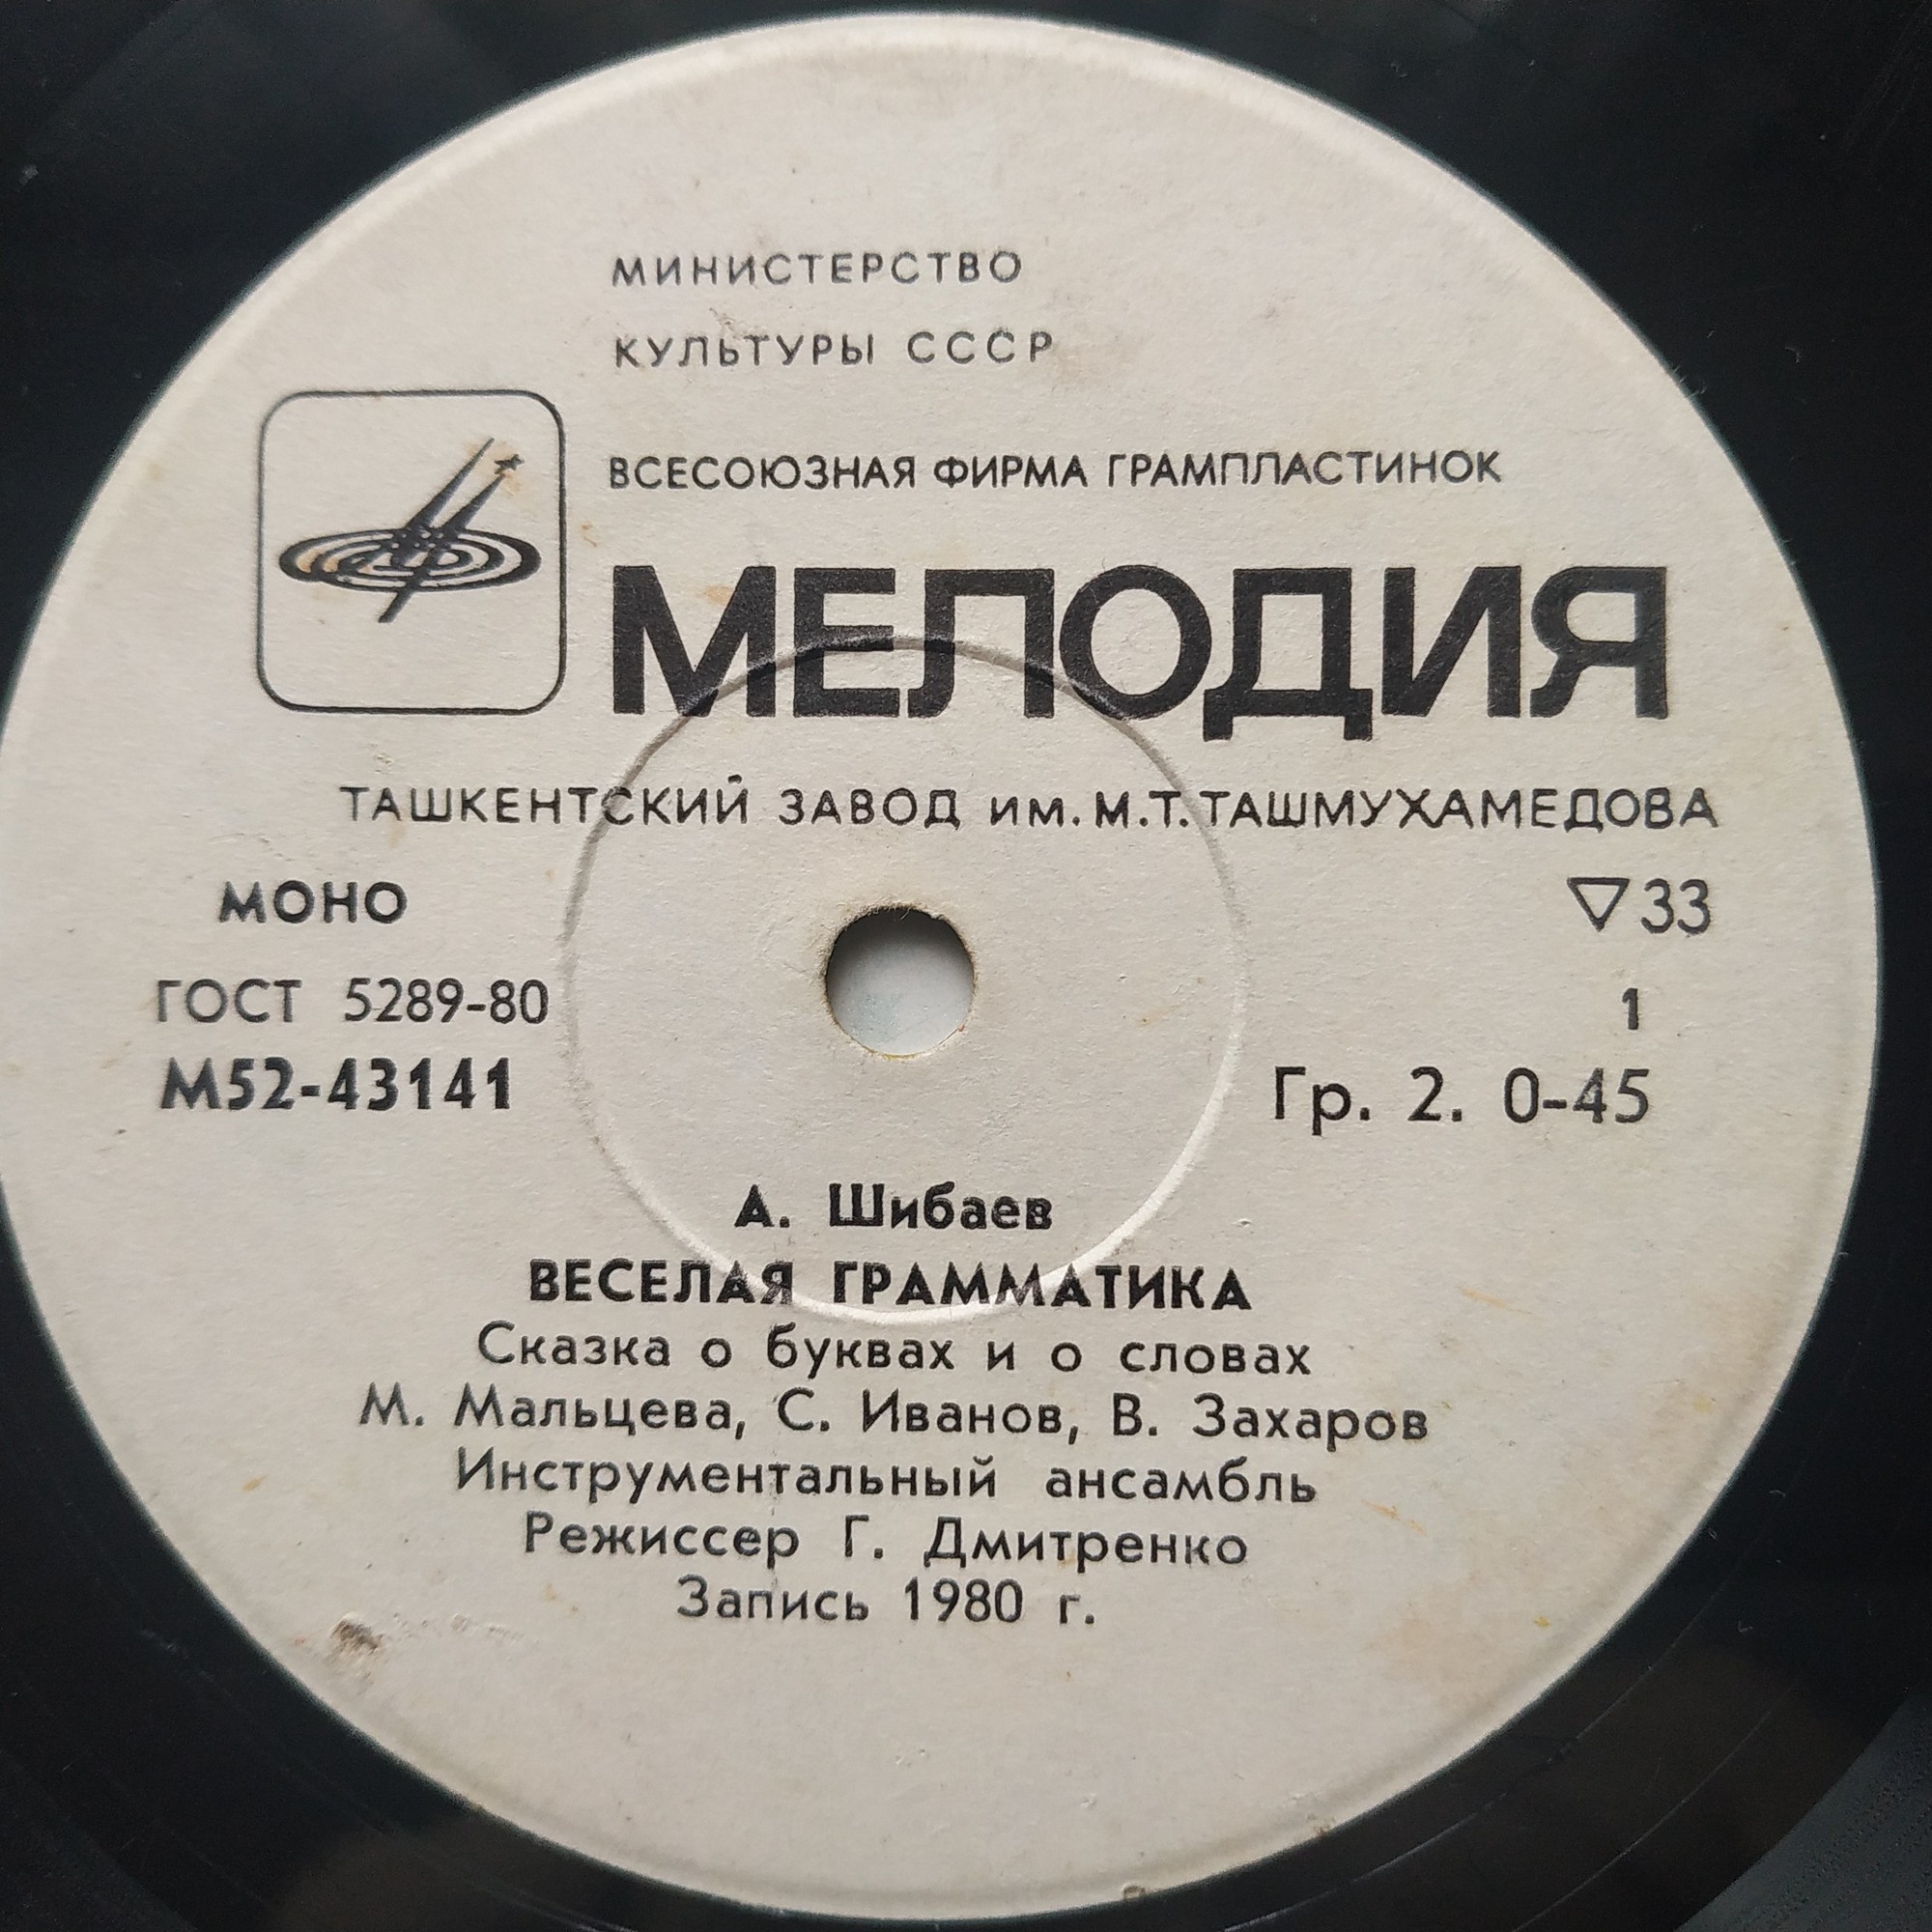 МИНИСТЕРСТВО
КУЛЬТУРЫ СССР
ВСЕСОЮЗНАЯ ФИРМА ГРАМПЛАСТИНОК
МЕЛОДИЯ
ТАШКЕНТСКИЙ ЗАВОД им. М.Т. ТАШМУХАМЕДОВА
МОНО
▽33
ГОСТ 5289-80
1
М52-43141
Гр. 2. 0-45
А. Шибаев
ВЕСЕЛАЯ ГРАММАТИКА
Сказка о буквах и о словах
М. Мальцева, С. Иванов, В. Захаров
Инструментальный ансамбль
Режиссер Г. Дмитренко
Запись 1980 г.